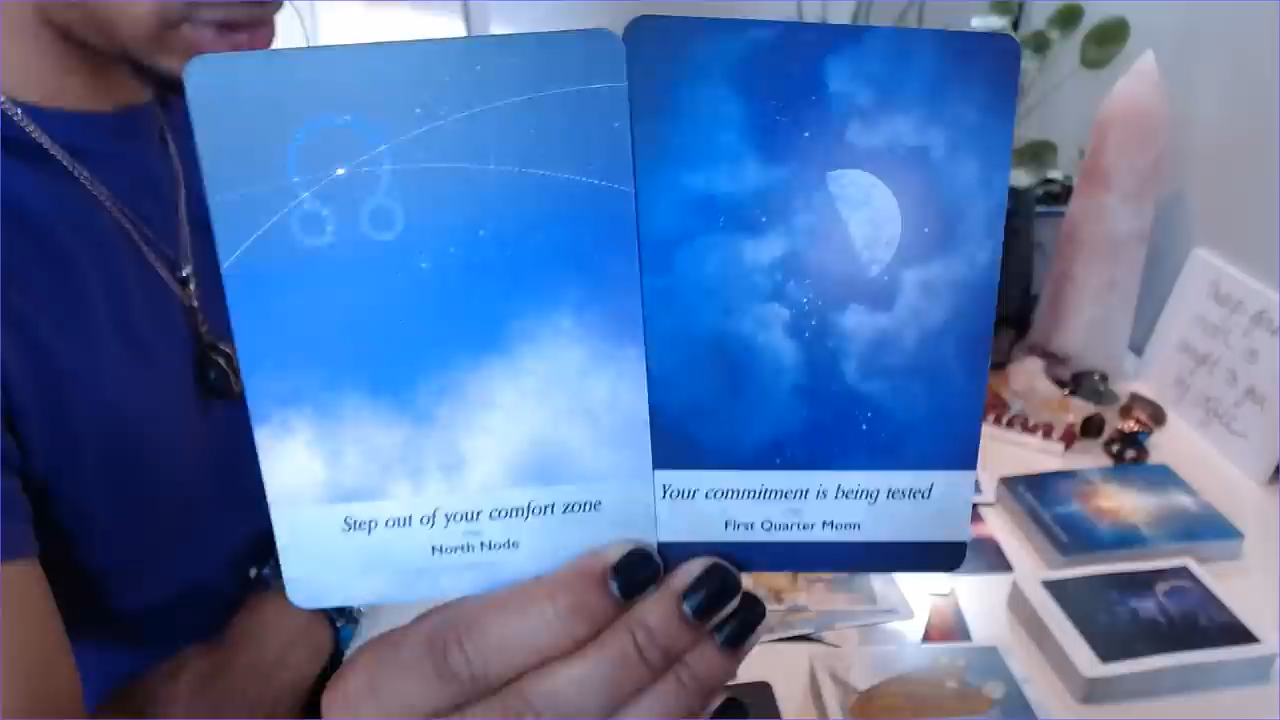 Step out of your comfort zone
North Node
Your commitment is being tested
First Quarter Moon